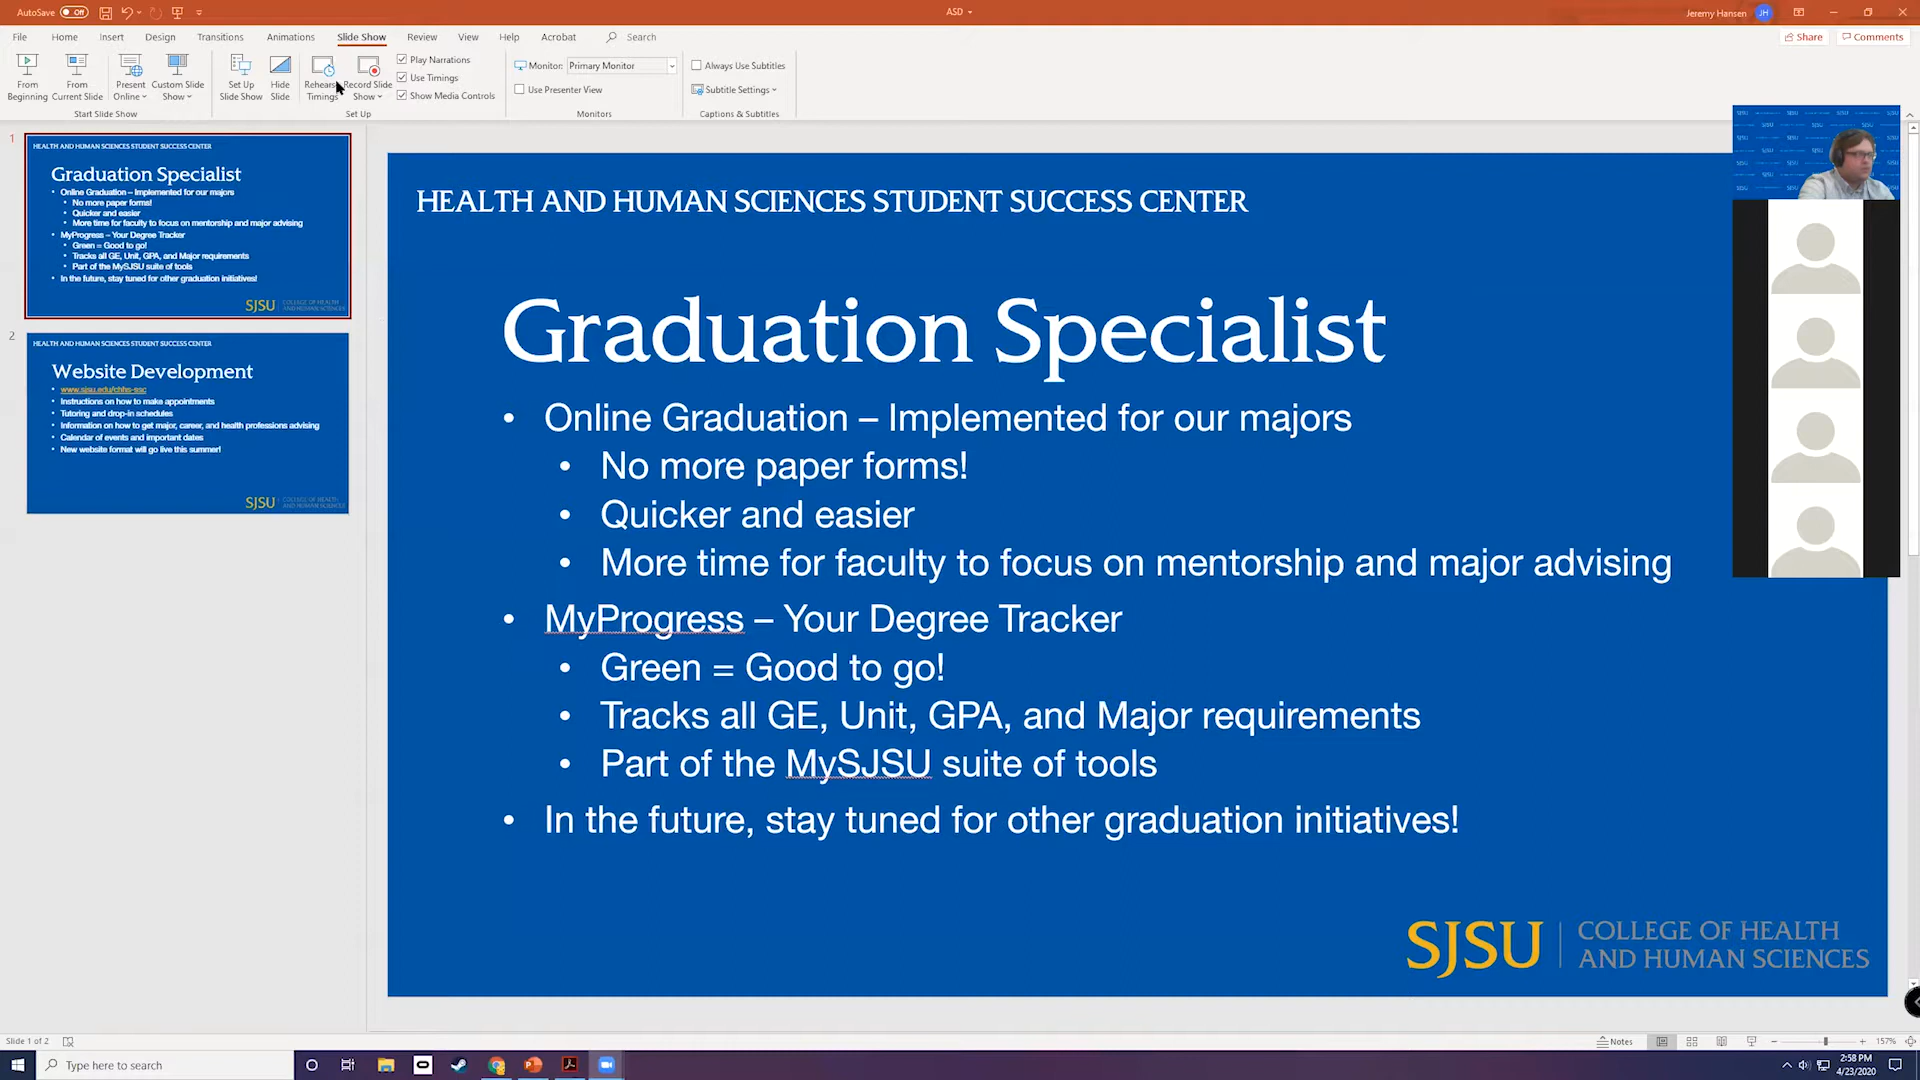 AutoSave Off
ASD
Jeremy Hansen JH
File Home Insert Design Transitions Animations Slide Show Review View Help Acrobat Search
Share Comments
From Beginning
From Current Slide
Present Online
Custom Slide Show
Start Slide Show
Set Up Slide Show
Hide Slide
Rehearse Timings
Record Slide Show
Play Narrations
Use Timings
Show Media Controls
Set Up
Monitor: Primary Monitor
Use Presenter View
Monitors
Always Use Subtitles
Subtitle Settings
Captions & Subtitles
1
HEALTH AND HUMAN SCIENCES STUDENT SUCCESS CENTER
Graduation Specialist
• Online Graduation – Implemented for our majors
• No more paper forms!
• Quicker and easier
• More time for faculty to focus on mentorship and major advising
• MyProgress – Your Degree Tracker
• Green = Good to go!
• Tracks all GE, Unit, GPA, and Major requirements
• Part of the MySJSU suite of tools
• In the future, stay tuned for other graduation initiatives!
SJSU COLLEGE OF HEALTH
AND HUMAN SCIENCES
2
HEALTH AND HUMAN SCIENCES STUDENT SUCCESS CENTER
Website Development
• www.sjsu.edu/chhs-ssc
• Instructions on how to make appointments
• Tutoring and drop-in schedules
• Information on how to get major, career, and health professions advising
• Calendar of events and important dates
• New website format will go live this summer!
SJSU COLLEGE OF HEALTH
AND HUMAN SCIENCES
HEALTH AND HUMAN SCIENCES STUDENT SUCCESS CENTER
Graduation Specialist
• Online Graduation – Implemented for our majors
• No more paper forms!
• Quicker and easier
• More time for faculty to focus on mentorship and major advising
• MyProgress – Your Degree Tracker
• Green = Good to go!
• Tracks all GE, Unit, GPA, and Major requirements
• Part of the MySJSU suite of tools
• In the future, stay tuned for other graduation initiatives!
SJSU COLLEGE OF HEALTH
AND HUMAN SCIENCES
Slide 1 of 2
Notes
157%
Type here to search
2:58 PM
4/23/2020